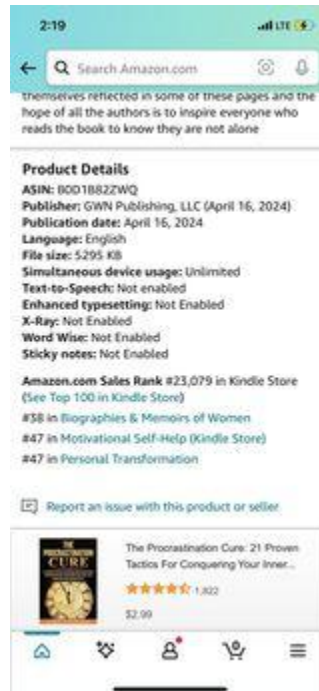 2:19
LTE
Search Amazon.com
themselves reflected in some of these pages and the
hope of all the authors is to inspire everyone who
reads the book to know they are not alone
Product Details
ASIN: B0D1B82ZWQ
Publisher: GWN Publishing, LLC (April 16, 2024)
Publication date: April 16, 2024
Language: English
File size: 5295 KB
Simultaneous device usage: Unlimited
Text-to-Speech: Not enabled
Enhanced typesetting: Not Enabled
X-Ray: Not Enabled
Word Wise: Not Enabled
Sticky notes: Not Enabled
Amazon.com Sales Rank #23,079 in Kindle Store
(See Top 100 in Kindle Store)
#38 in Biographies & Memoirs of Women
#47 in Motivational Self-Help (Kindle Store)
#47 in Personal Transformation
Report an issue with this product or seller
THE
PROCRASTINATION
CURE
The Procrastination Cure: 21 Proven
Tactics For Conquering Your Inner...
1,822
$2.99
0